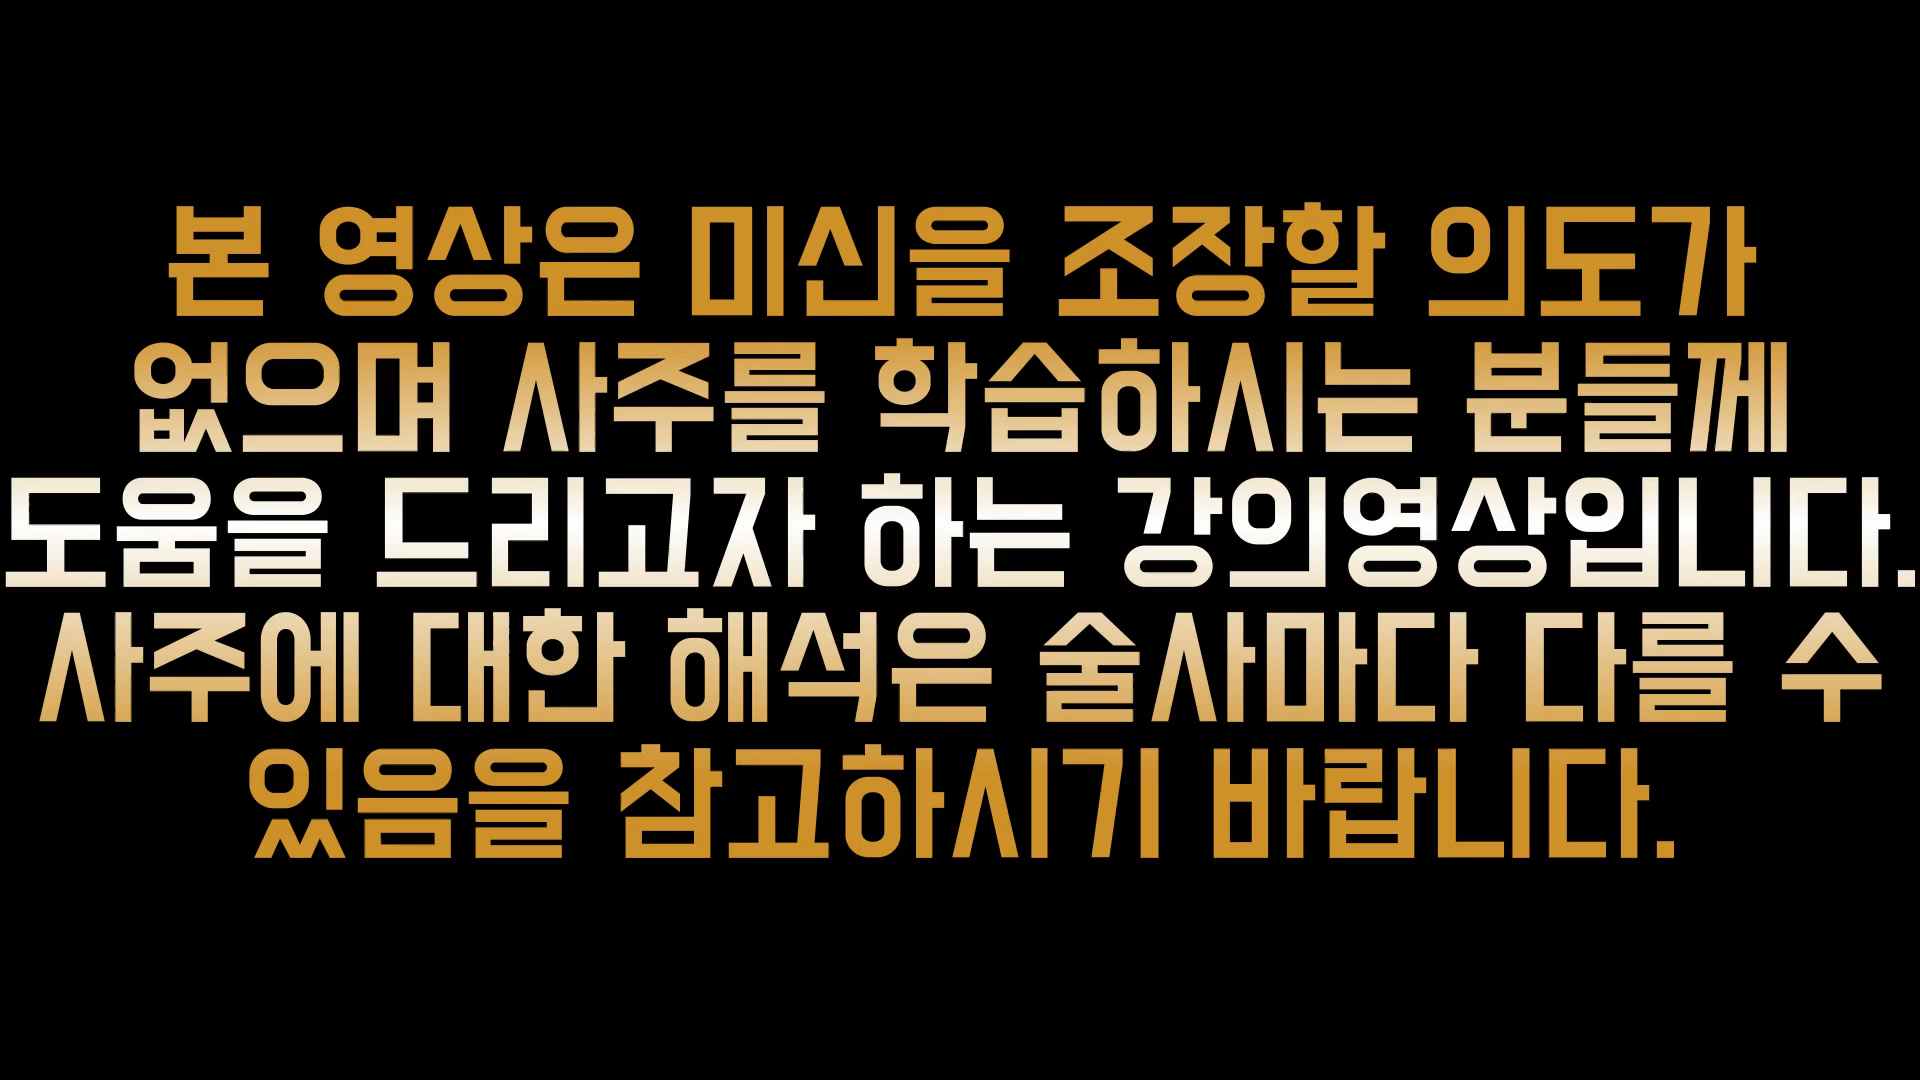 본 영상은 미신을 조장할 의도가
없으며 사주를 학습하시는 분들께
도움을 드리고자 하는 강의영상입니다.
사주에 대한 해석은 술사마다 다를 수
있음을 참고하시기 바랍니다.